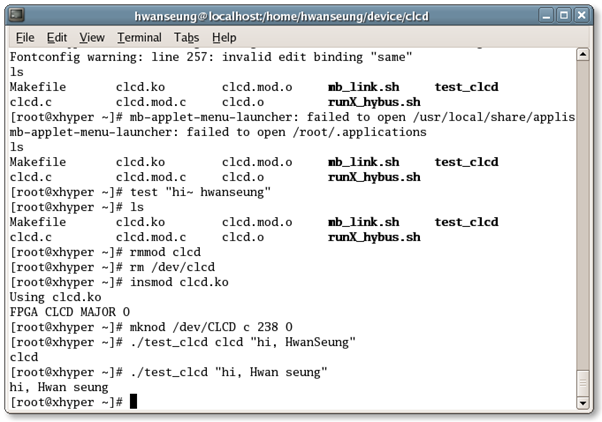 hwanseung@localhost:/home/hwanseung/device/clcd
File Edit View Terminal Tabs Help
Fontconfig warning: line 257: invalid edit binding "same"
ls
Makefile clcd.ko clcd.mod.o mb_link.sh test_clcd
clcd.c clcd.mod.c clcd.o runX_hybus.sh
[root@xhyper ~]# mb-applet-menu-launcher: failed to open /usr/local/share/applis
mb-applet-menu-launcher: failed to open /root/.applications
ls
Makefile clcd.ko clcd.mod.o mb_link.sh test_clcd
clcd.c clcd.mod.c clcd.o runX_hybus.sh
[root@xhyper ~]# test "hi~ hwanseung"
[root@xhyper ~]# ls
Makefile clcd.ko clcd.mod.o mb_link.sh test_clcd
clcd.c clcd.mod.c clcd.o runX_hybus.sh
[root@xhyper ~]# rmmod clcd
[root@xhyper ~]# rm /dev/clcd
[root@xhyper ~]# insmod clcd.ko
Using clcd.ko
FPGA CLCD MAJOR 0
[root@xhyper ~]# mknod /dev/CLCD c 238 0
[root@xhyper ~]# ./test_clcd clcd "hi, HwanSeung"
clcd
[root@xhyper ~]# ./test_clcd "hi, Hwan seung"
hi, Hwan seung
[root@xhyper ~]#